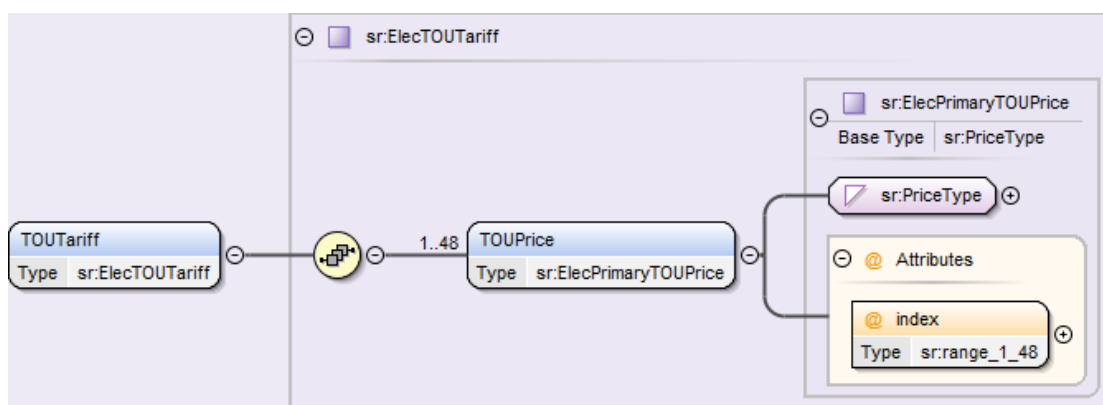 sr:ElecTOUTariff
sr:ElecPrimaryTOUPrice
Base Type sr:PriceType
sr:PriceType
TOUTariff
Type sr:ElecTOUTariff
1..48
TOUPrice
Type sr:ElecPrimaryTOUPrice
@ Attributes
@ index
Type sr:range_1_48